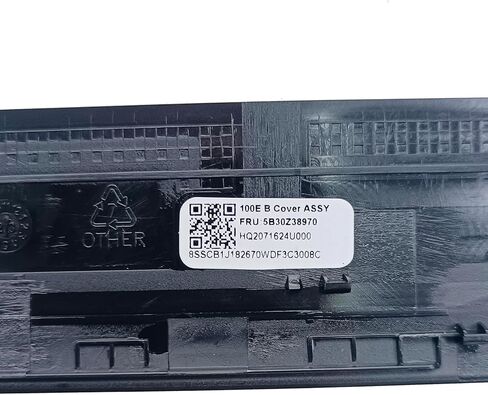 100E B Cover ASSY
FRU 5B30Z38970
HQ2071624U000
8SSCB1J182670WDF3C3008C
OTHER